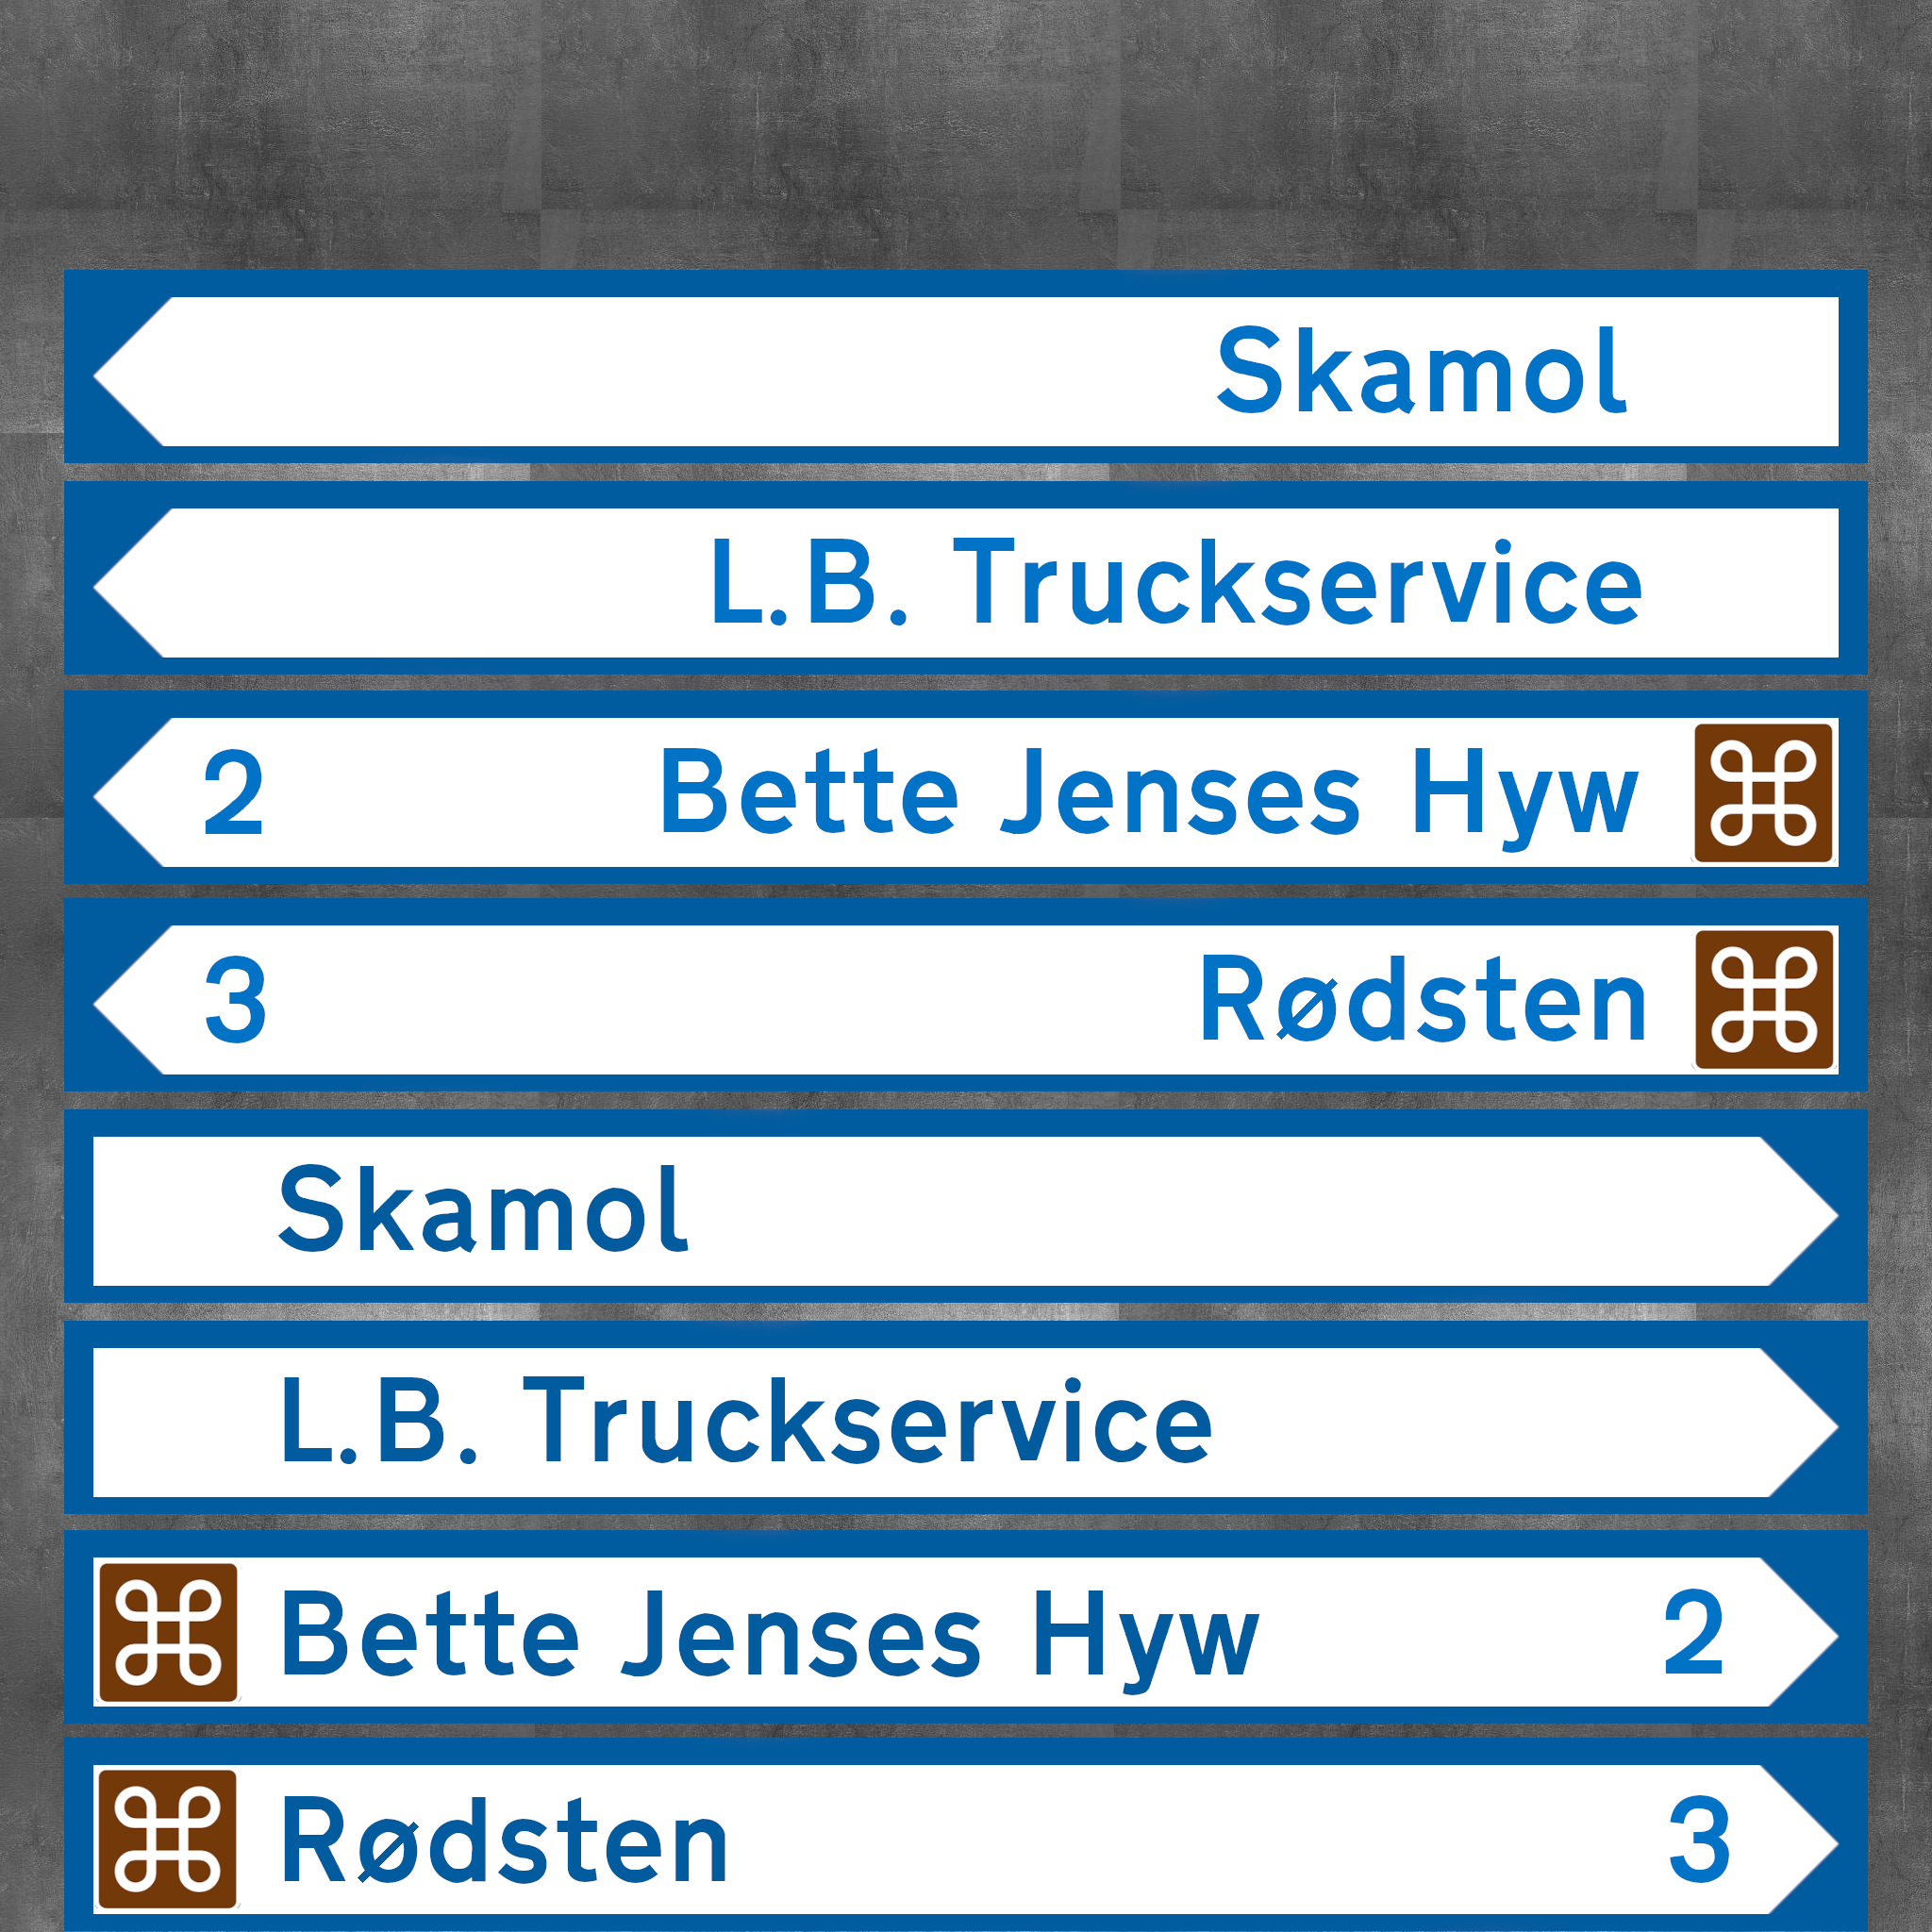 Skamol
L.B. Truckservice
2 Bette Jenses Hyw
3 Rødsten
Skamol
L.B. Truckservice
Bette Jenses Hyw 2
Rødsten 3